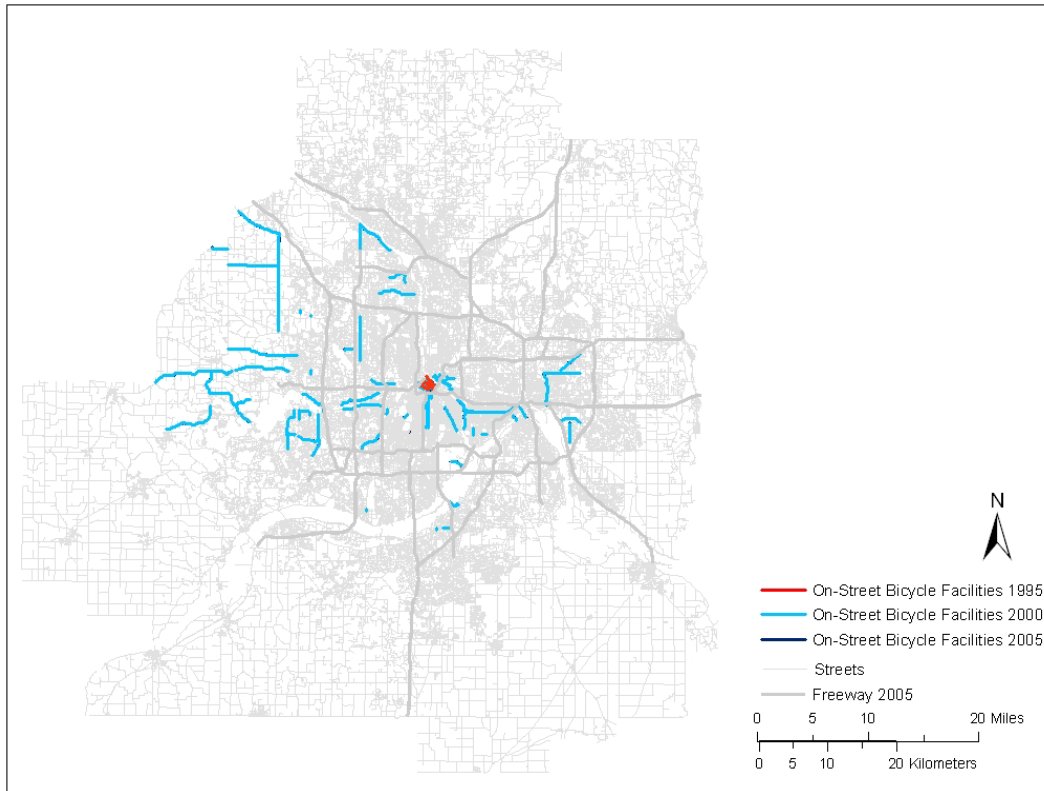 N
On-Street Bicycle Facilities 1995
On-Street Bicycle Facilities 2000
On-Street Bicycle Facilities 2005
Streets
Freeway 2005
0 5 10 20 Miles
0 5 10 20 Kilometers